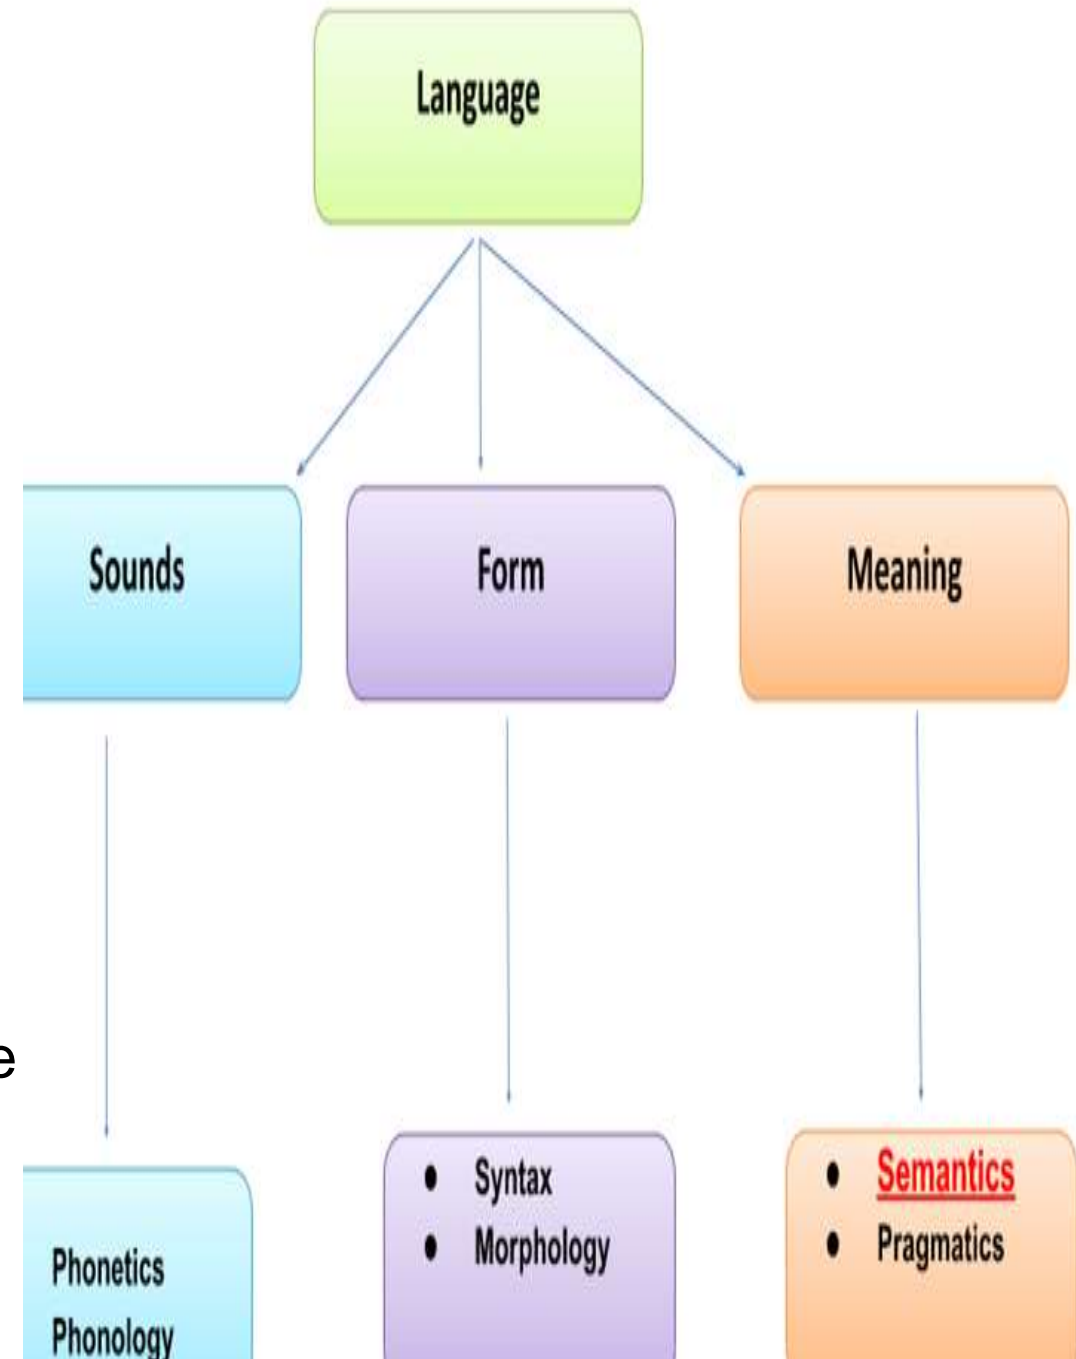 Language
Sounds
Form
Meaning
e
Phonetics
Phonology
• Syntax
• Morphology
• Semantics
• Pragmatics